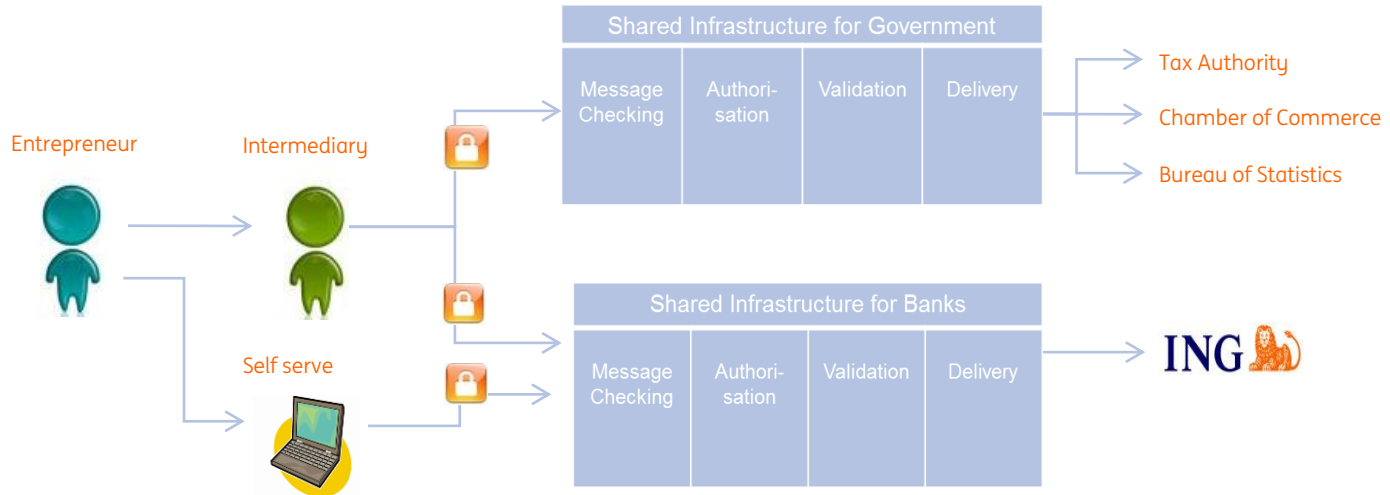 Shared Infrastructure for Government
Message
Checking
Authori-
sation
Validation
Delivery
Tax Authority
Chamber of Commerce
Bureau of Statistics
Entrepreneur
Intermediary
Shared Infrastructure for Banks
Message
Checking
Authori-
sation
Validation
Delivery
ING
Self serve